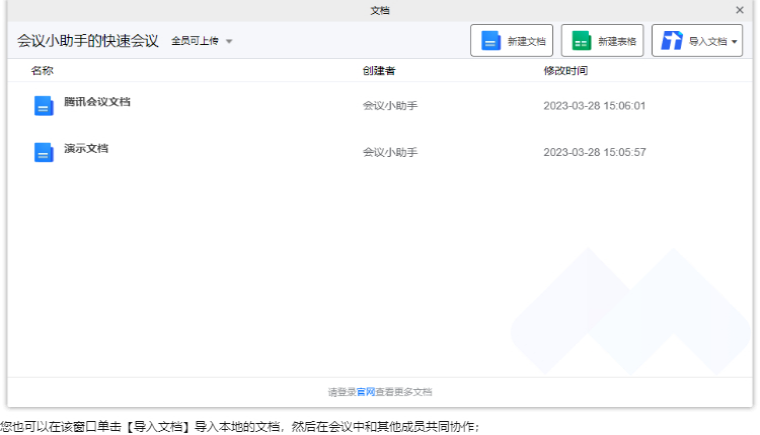 文档
会议小助手的快速会议 全员可上传 新建文档 新建表格 导入文档
名称 创建者 修改时间
腾讯会议文档 会议小助手 2023-03-28 15:06:01
演示文档 会议小助手 2023-03-28 15:05:57
请登录官网查看更多文档
您也可以在该窗口单击【导入文档】导入本地的文档，然后在会议中和其他成员共同协作；